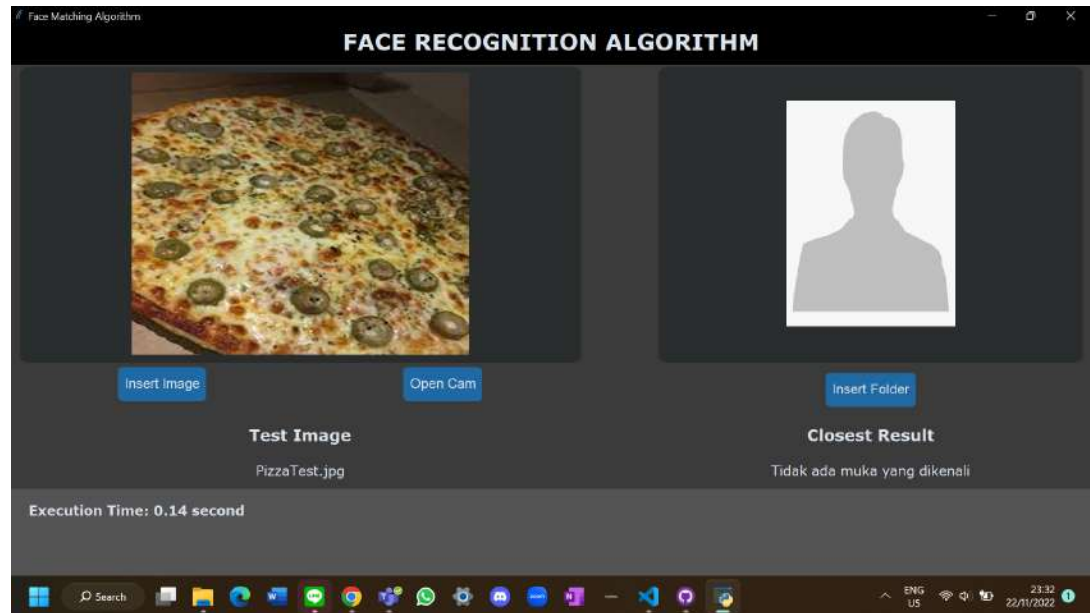 Face Matching Algorithm
FACE RECOGNITION ALGORITHM
Insert Image
Open Cam
Insert Folder
Test Image
Closest Result
PizzaTest.jpg
Tidak ada muka yang dikenali
Execution Time: 0.14 second
Search
ENG
US
23:32
22/11/2022
1